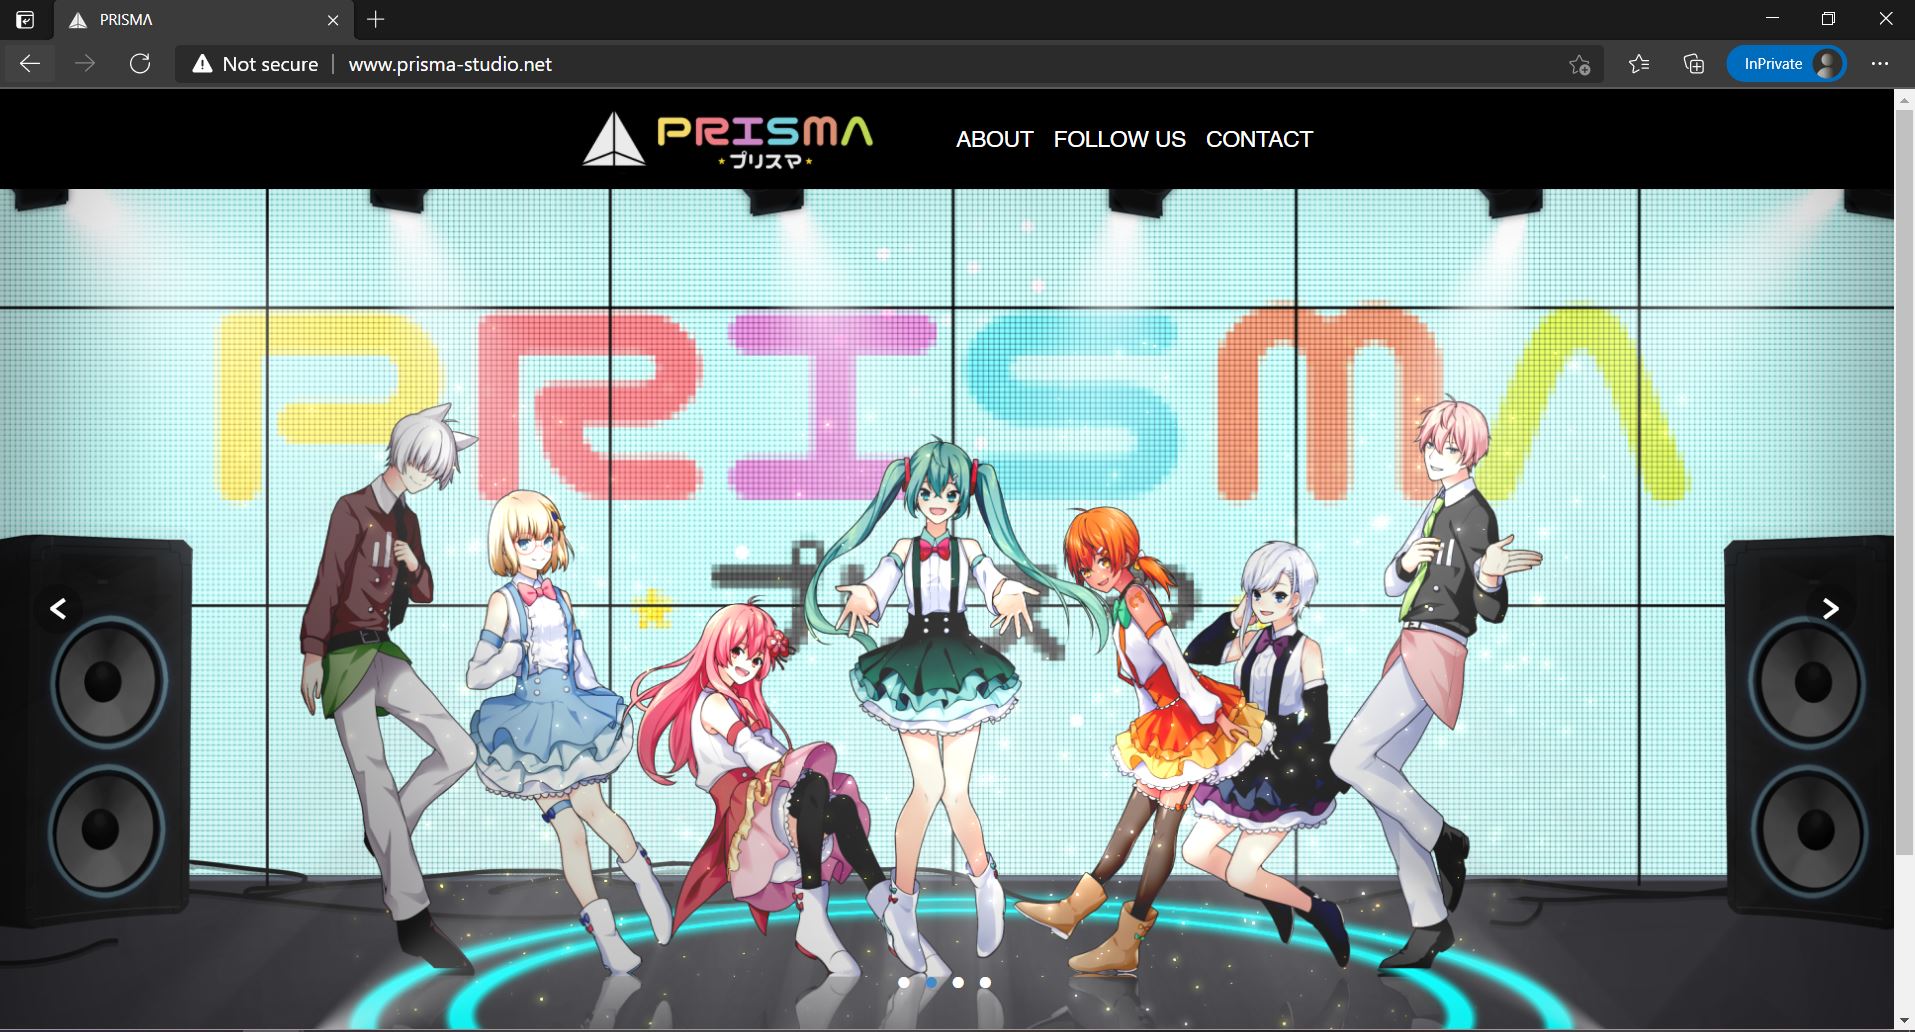 PRISMA
Not secure
www.prisma-studio.net
InPrivate
PRISMA
プリスマ
ABOUT FOLLOW US CONTACT
PRISMA
プリスマ